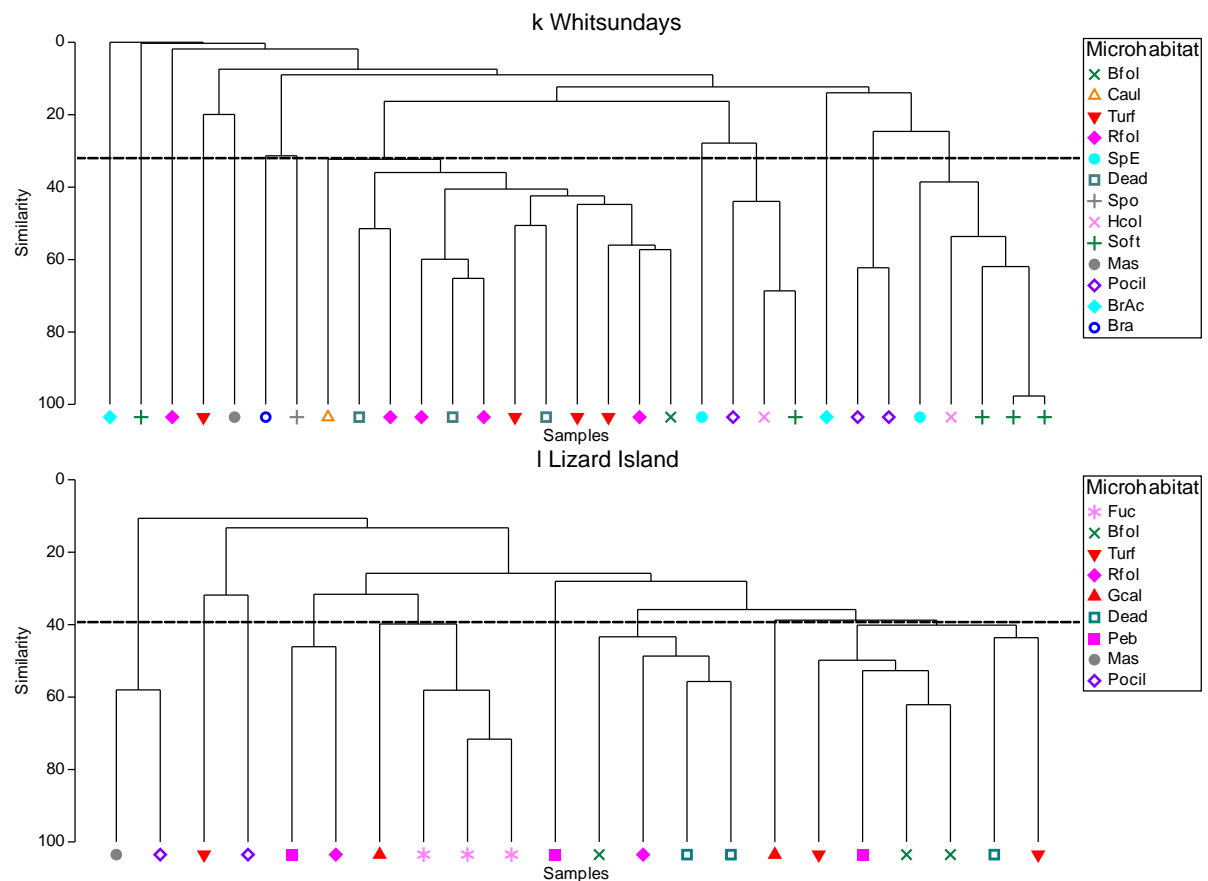 k Whitsundays
0
20
40
60
80
100
Similarity
Samples
Microhabitat
Bfol
Caul
Turf
Rfol
SpE
Dead
Spo
Hcol
Soft
Mas
Pocil
BrAc
Bra
l Lizard Island
0
20
40
60
80
100
Similarity
Samples
Microhabitat
Fuc
Bfol
Turf
Rfol
Gcal
Dead
Peb
Mas
Pocil